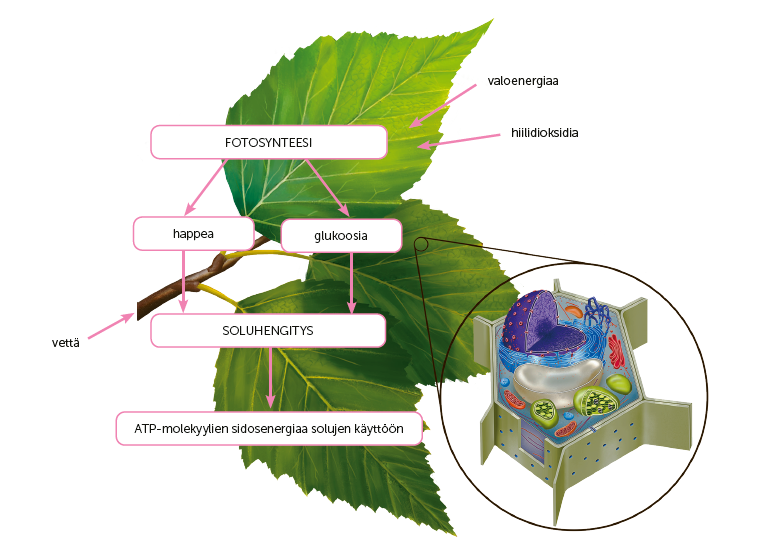 valoenergiaa
hiilidioksidia
FOTOSYNTEESI
happea
glukoosia
SOLUHENGITYS
vettä
ATP-molekyylien sidosenergiaa solujen käyttöön